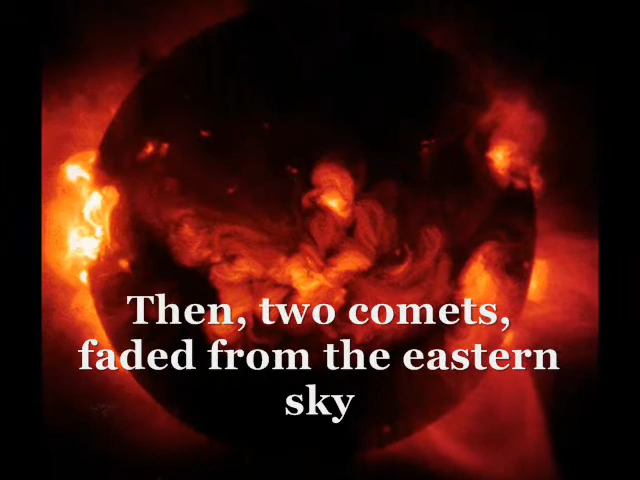 Then, two comets,
faded from the eastern
sky